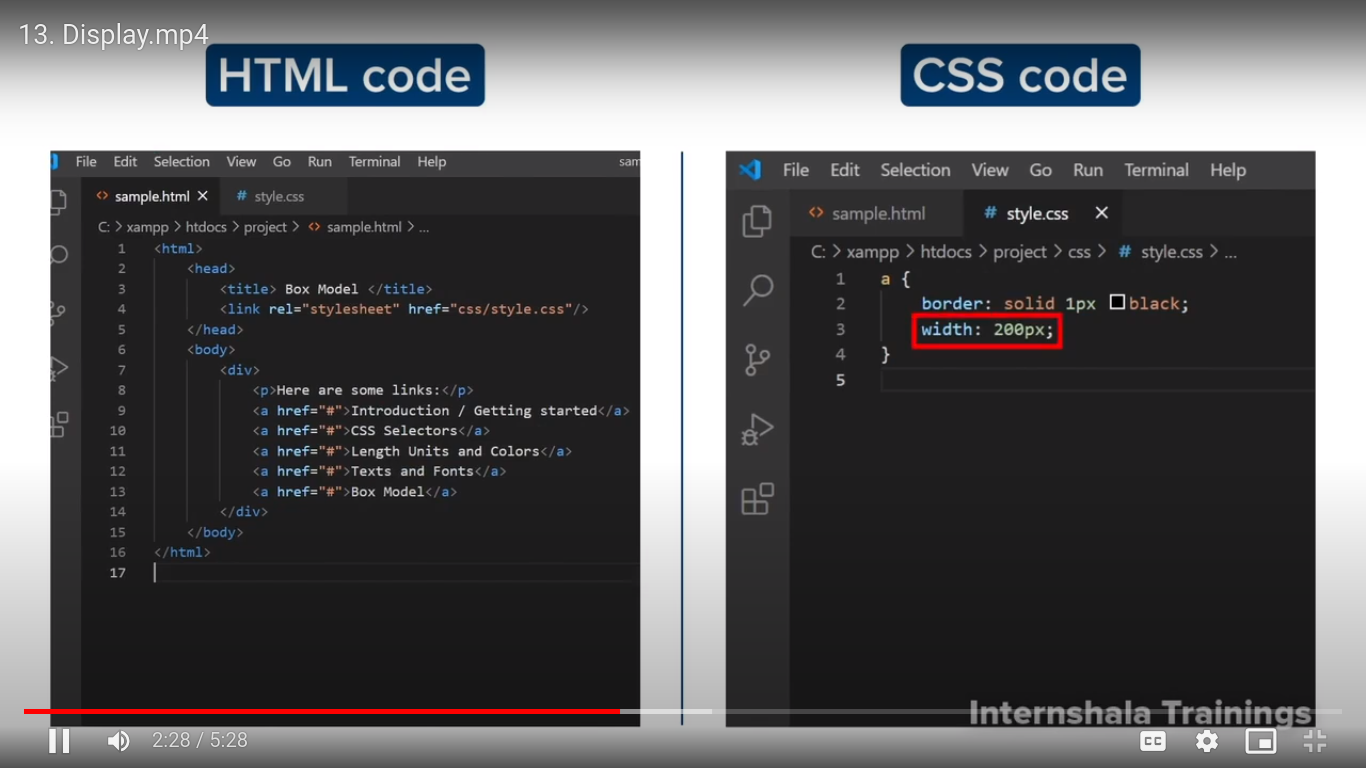 13. Display.mp4
HTML code
File Edit Selection View Go Run Terminal Help sam
sample.html
# style.css
C: > xampp > htdocs > project > <> sample.html > ...
1 <html>
2 <head>
3 <title> Box Model </title>
4 <link rel="stylesheet" href="css/style.css"/>
5 </head>
6 <body>
7 <div>
8 <p>Here are some links:</p>
9 <a href="#">Introduction / Getting started</a>
10 <a href="#">CSS Selectors</a>
11 <a href="#">Length Units and Colors</a>
12 <a href="#">Texts and Fonts</a>
13 <a href="#">Box Model</a>
14 </div>
15 </body>
16 </html>
17
CSS code
File Edit Selection View Go Run Terminal Help
sample.html
# style.css
C: > xampp > htdocs > project > css > # style.css > ...
1 a {
2 border: solid 1px black;
3 width: 200px;
4 }
5
Internshala Trainings
2:28 / 5:28
CC